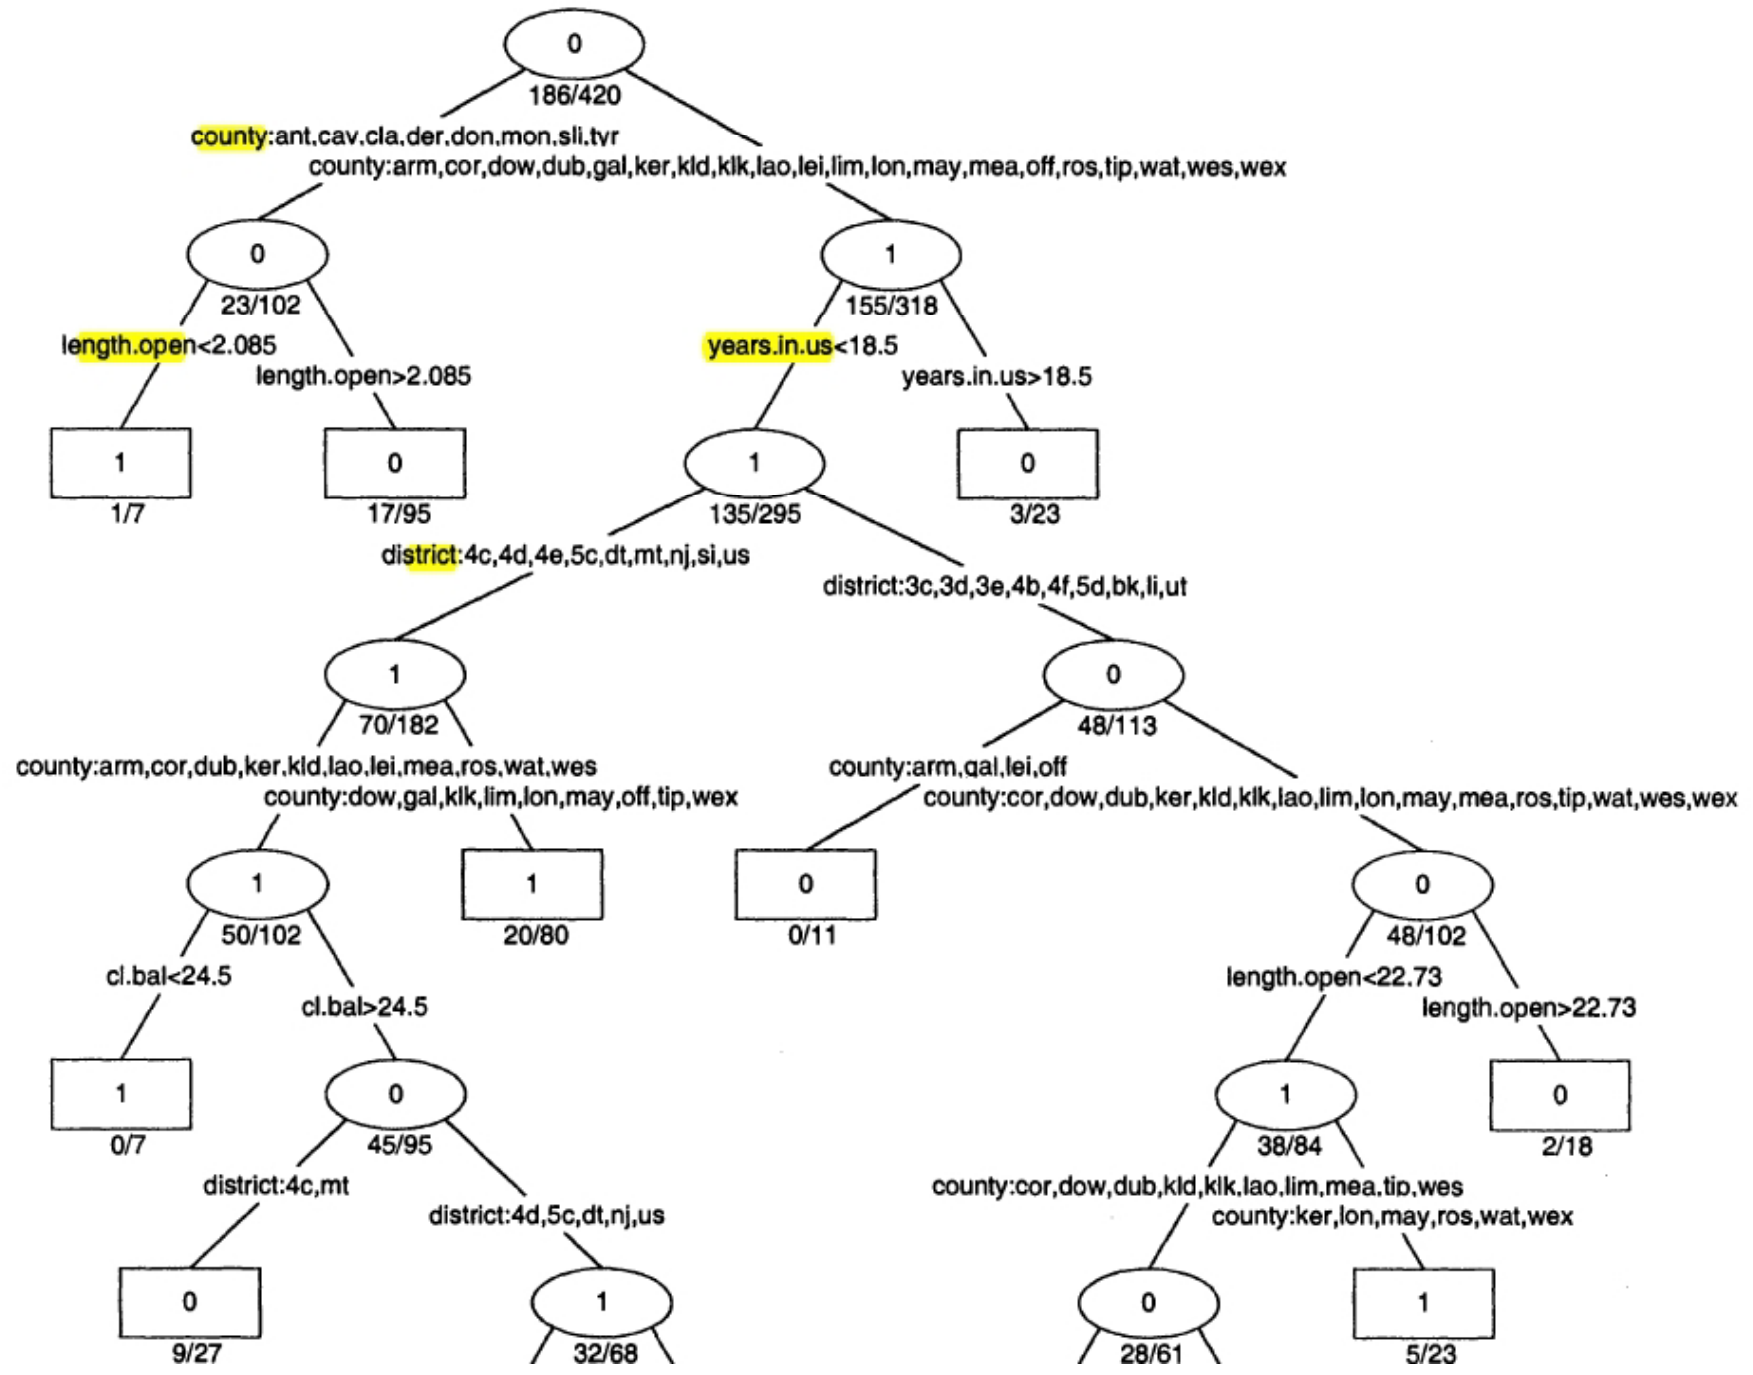 0
186/420
county:ant,cav,cla,der,don,mon,sli,tyr
county:arm,cor,dow,dub,gal,ker,kld,klk,lao,lei,lim,lon,may,mea,off,ros,tip,wat,wes,wex
0
1
23/102
155/318
length.open<2.085
years.in.us<18.5
length.open>2.085
years.in.us>18.5
1
0
1
0
1/7
17/95
135/295
3/23
district:4c,4d,4e,5c,dt,mt,nj,si,us
district:3c,3d,3e,4b,4f,5d,bk,li,ut
1
0
70/182
48/113
county:arm,cor,dub,ker,kld,lao,lei,mea,ros,wat,wes
county:arm,gal,lei,off
county:dow,gal,klk,lim,lon,may,off,tip,wex
county:cor,dow,dub,ker,kld,klk,lao,lim,lon,may,mea,ros,tip,wat,wes,wex
1
1
0
0
50/102
20/80
0/11
48/102
cl.bal<24.5
length.open<22.73
cl.bal>24.5
length.open>22.73
1
0
1
0
0/7
45/95
38/84
2/18
district:4c,mt
county:cor,dow,dub,kld,klk,lao,lim,mea,tip,wes
district:4d,5c,dt,nj,us
county:ker,lon,may,ros,wat,wex
0
1
0
1
9/27
32/68
28/61
5/23